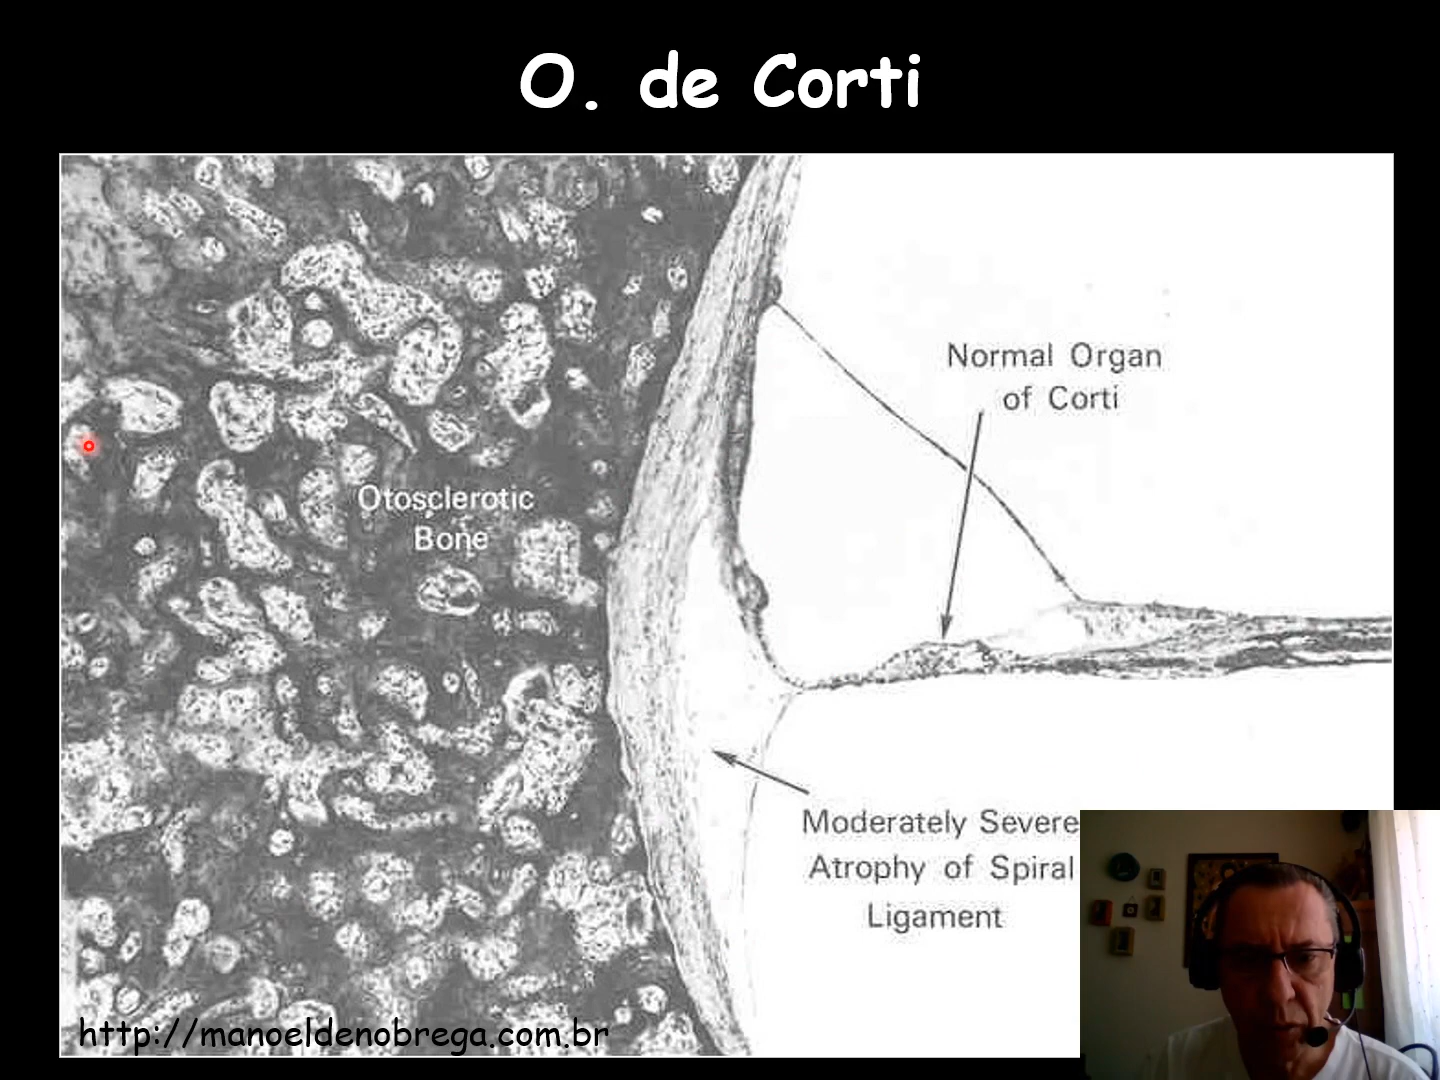 O. de Corti
Normal Organ
of Corti
Otosclerotic
Bone
Moderately Severe
Atrophy of Spiral
Ligament
http://manoeldenobrega.com.br